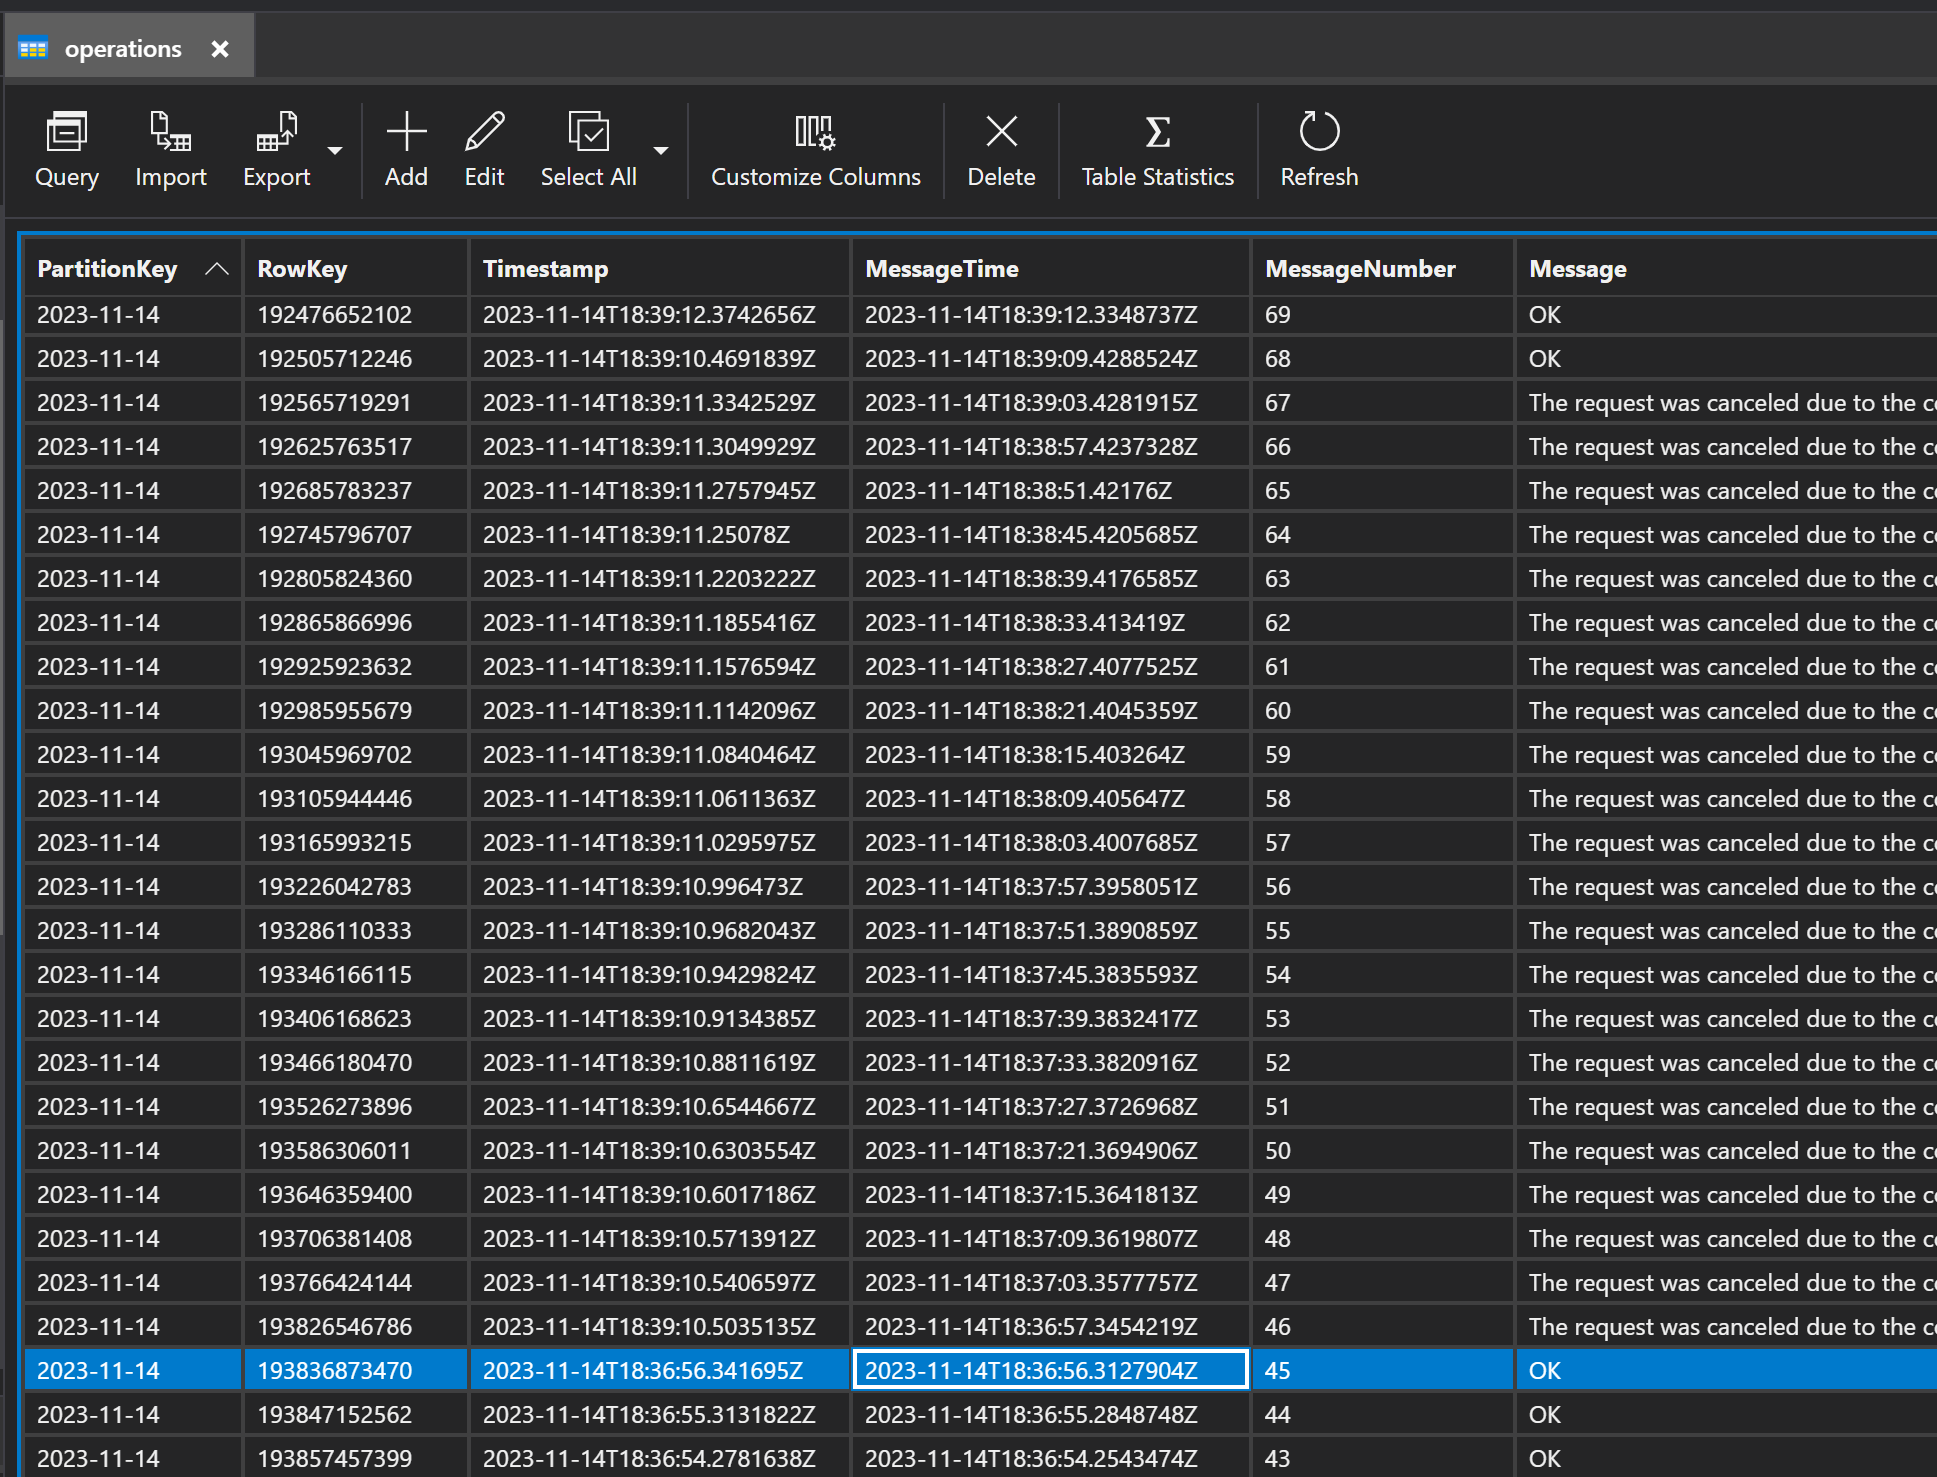 operations
Query Import Export Add Edit Select All Customize Columns Delete Table Statistics Refresh
PartitionKey RowKey Timestamp MessageTime MessageNumber Message
2023-11-14 192476652102 2023-11-14T18:39:12.3742656Z 2023-11-14T18:39:12.3348737Z 69 OK
2023-11-14 192505712246 2023-11-14T18:39:10.4691839Z 2023-11-14T18:39:09.4288524Z 68 OK
2023-11-14 192565719291 2023-11-14T18:39:11.3342529Z 2023-11-14T18:39:03.4281915Z 67 The request was canceled due to the
2023-11-14 192625763517 2023-11-14T18:39:11.3049929Z 2023-11-14T18:38:57.4237328Z 66 The request was canceled due to the
2023-11-14 192685783237 2023-11-14T18:39:11.2757945Z 2023-11-14T18:38:51.42176Z 65 The request was canceled due to the
2023-11-14 192745796707 2023-11-14T18:39:11.25078Z 2023-11-14T18:38:45.4205685Z 64 The request was canceled due to the
2023-11-14 192805824360 2023-11-14T18:39:11.2203222Z 2023-11-14T18:38:39.4176585Z 63 The request was canceled due to the
2023-11-14 192865866996 2023-11-14T18:39:11.1855416Z 2023-11-14T18:38:33.413419Z 62 The request was canceled due to the
2023-11-14 192925923632 2023-11-14T18:39:11.1576594Z 2023-11-14T18:38:27.4077525Z 61 The request was canceled due to the
2023-11-14 192985955679 2023-11-14T18:39:11.1142096Z 2023-11-14T18:38:21.4045359Z 60 The request was canceled due to the
2023-11-14 193045969702 2023-11-14T18:39:11.0840464Z 2023-11-14T18:38:15.403264Z 59 The request was canceled due to the
2023-11-14 193105944446 2023-11-14T18:39:11.0611363Z 2023-11-14T18:38:09.405647Z 58 The request was canceled due to the
2023-11-14 193165993215 2023-11-14T18:39:11.0295975Z 2023-11-14T18:38:03.4007685Z 57 The request was canceled due to the
2023-11-14 193226042783 2023-11-14T18:39:10.996473Z 2023-11-14T18:37:57.3958051Z 56 The request was canceled due to the
2023-11-14 193286110333 2023-11-14T18:39:10.9682043Z 2023-11-14T18:37:51.3890859Z 55 The request was canceled due to the
2023-11-14 193346166115 2023-11-14T18:39:10.9429824Z 2023-11-14T18:37:45.3835593Z 54 The request was canceled due to the
2023-11-14 193406168623 2023-11-14T18:39:10.9134385Z 2023-11-14T18:37:39.3832417Z 53 The request was canceled due to the
2023-11-14 193466180470 2023-11-14T18:39:10.8811619Z 2023-11-14T18:37:33.3820916Z 52 The request was canceled due to the
2023-11-14 193526273896 2023-11-14T18:39:10.6544667Z 2023-11-14T18:37:27.3726968Z 51 The request was canceled due to the
2023-11-14 193586306011 2023-11-14T18:39:10.6303554Z 2023-11-14T18:37:21.3694906Z 50 The request was canceled due to the
2023-11-14 193646359400 2023-11-14T18:39:10.6017186Z 2023-11-14T18:37:15.3641813Z 49 The request was canceled due to the
2023-11-14 193706381408 2023-11-14T18:39:10.5713912Z 2023-11-14T18:37:09.3619807Z 48 The request was canceled due to the
2023-11-14 193766424144 2023-11-14T18:39:10.5406597Z 2023-11-14T18:37:03.3577757Z 47 The request was canceled due to the
2023-11-14 193826546786 2023-11-14T18:39:10.5035135Z 2023-11-14T18:36:57.3454219Z 46 The request was canceled due to the
2023-11-14 193836873470 2023-11-14T18:36:56.341695Z 2023-11-14T18:36:56.3127904Z 45 OK
2023-11-14 193847152562 2023-11-14T18:36:55.3131822Z 2023-11-14T18:36:55.2848748Z 44 OK
2023-11-14 193857457399 2023-11-14T18:36:54.2781638Z 2023-11-14T18:36:54.2543474Z 43 OK